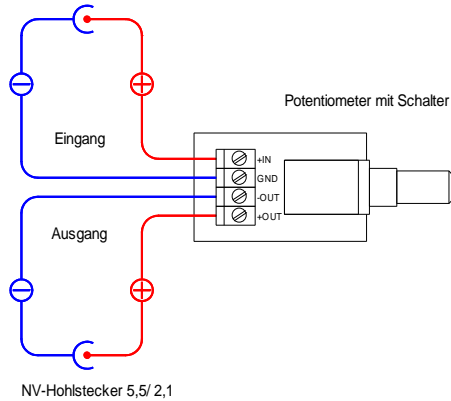 Potentiometer mit Schalter
Eingang
+IN
GND
-OUT
+OUT
Ausgang
NV-Hohlstecker 5,5/ 2,1